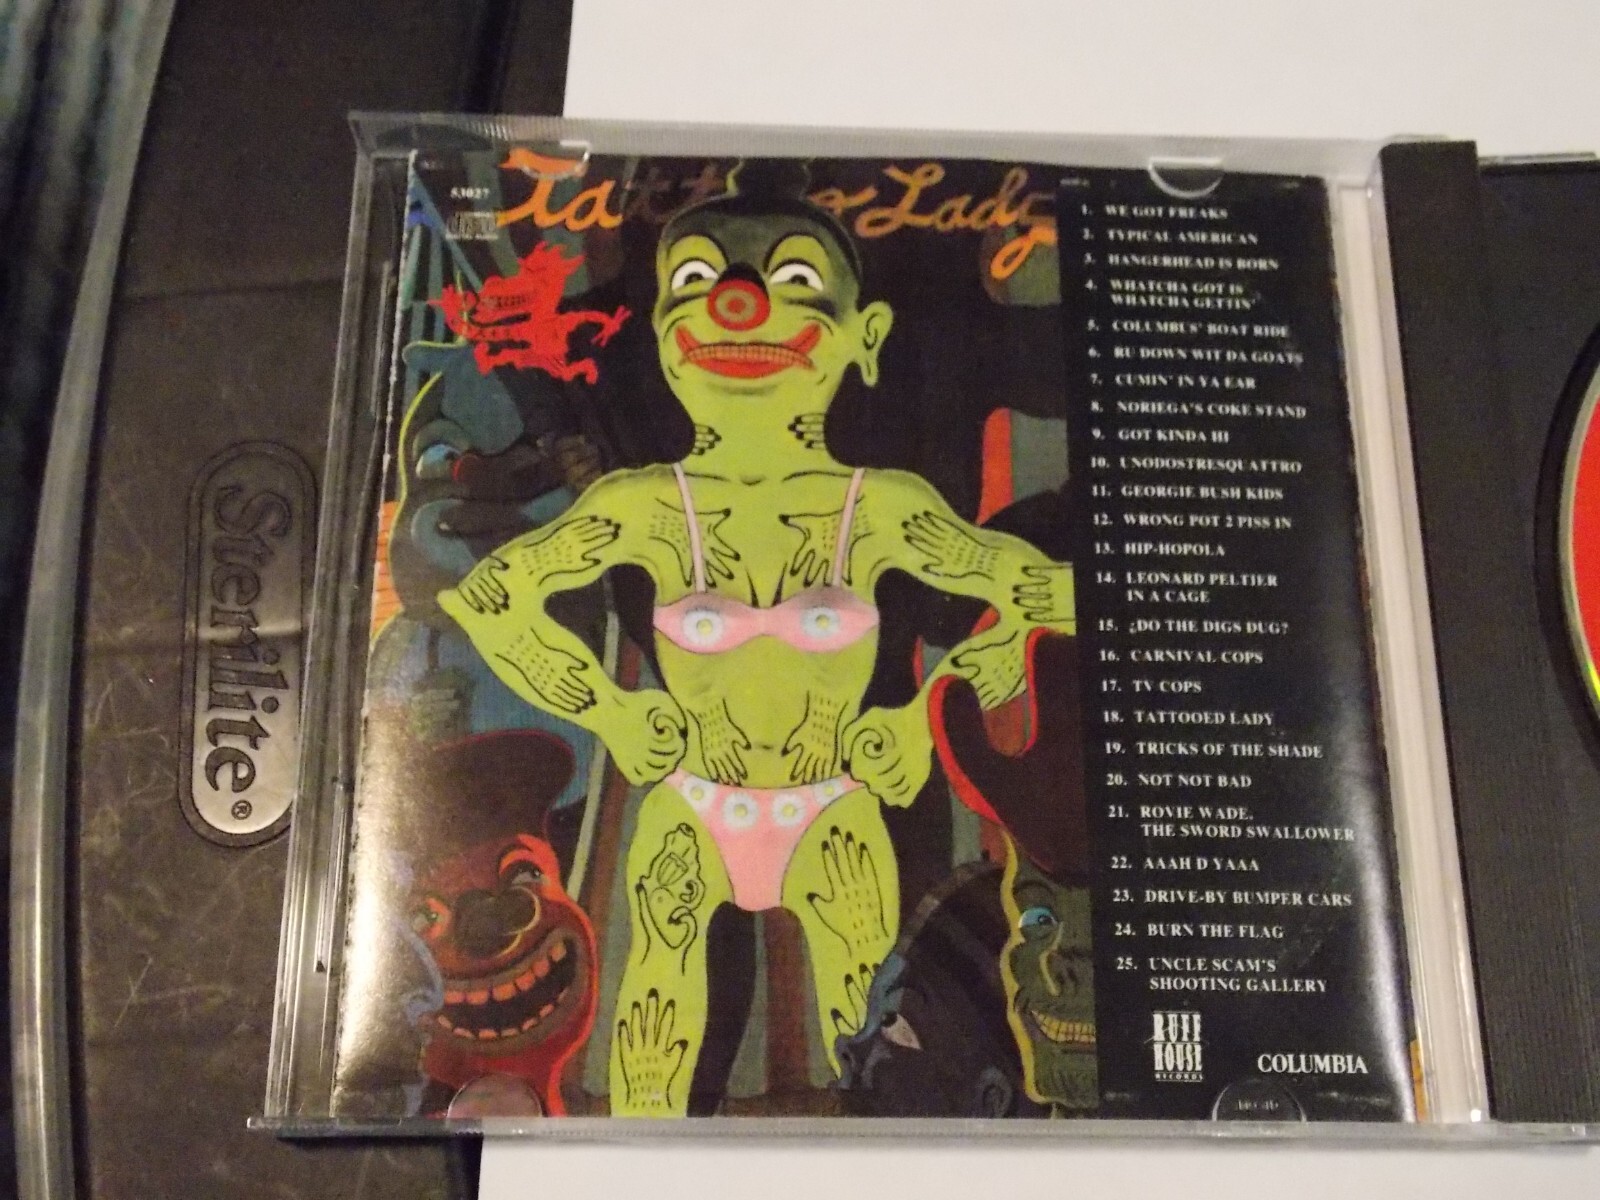 53027
Tatt o Lady
1. WE GOT FREAKS
2. TYPICAL AMERICAN
3. HANGERHEAD IS BORN
4. WHATCHA GOT IS
WHATCHA GETTIN'
5. COLUMBUS' BOAT RIDE
6. BU DOWN WIT DA GOATS
7. CUMIN' IN YA EAR
8. NORIEGA'S COKE STAND
9. GOT KINDA HI
10. UNODOSTRESQUATTRO
11. GEORGIE BUSH KIDS
12. WRONG POT 2 PISS IN
13. HIP-HOPOLA
14. LEONARD PELTIER
IN A CAGE
15. ¿DO THE DIGS DUG?
16. CARNIVAL COPS
17. TV COPS
18. TATTOOED LADY
19. TRICKS OF THE SHADE
20. NOT NOT BAD
21. ROVIE WADE,
THE SWORD SWALLOWER
22. AAAH D YAAA
23. DRIVE-BY BUMPER CARS
24. BURN THE FLAG
25. UNCLE SCAM'S
SHOOTING GALLERY
RUFF
HOUSE
RECORDS
COLUMBIA
Sterilite®